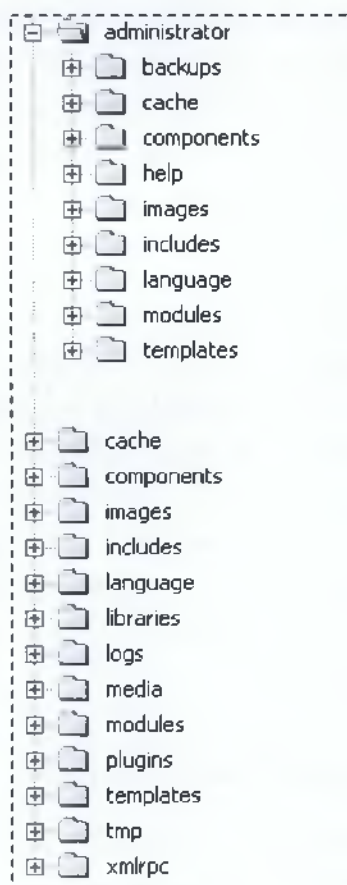 administrator
backups
cache
components
help
images
includes
language
modules
templates
cache
components
images
includes
language
libraries
logs
media
modules
plugins
templates
tmp
xmlrpc